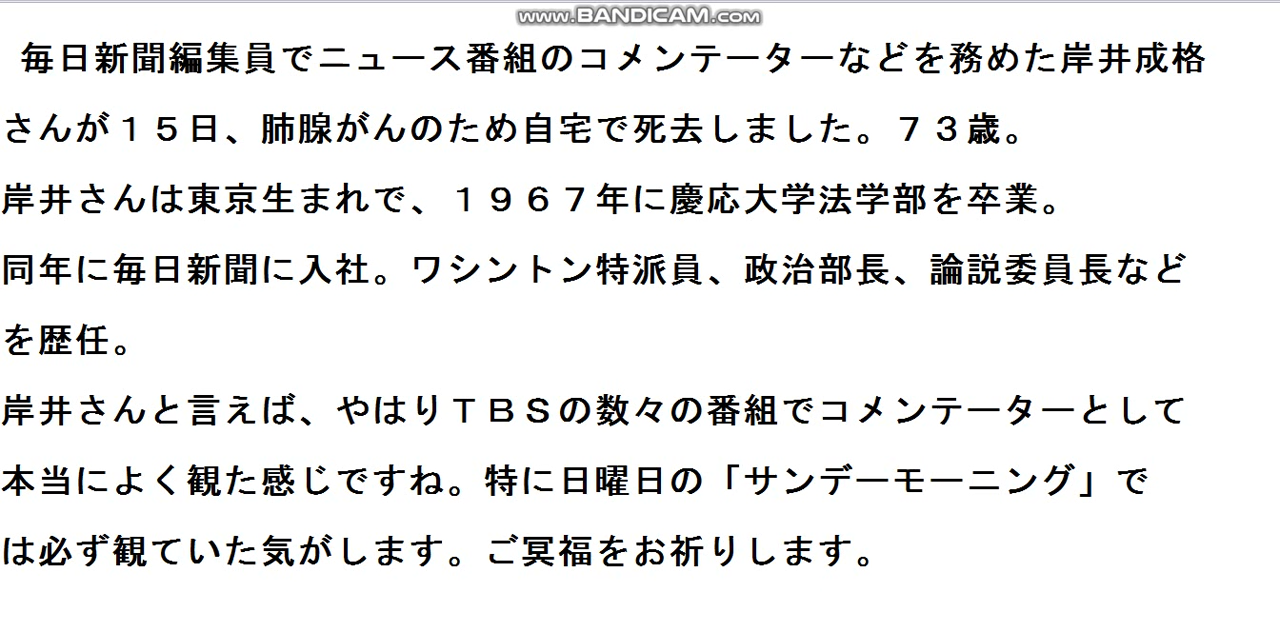 www.BANDICAM.com
毎日新聞編集員でニュース番組のコメンテーターなどを務めた岸井成格
さんが１５日、肺腺がんのため自宅で死去しました。７３歳。
岸井さんは東京生まれで、１９６７年に慶応大学法学部を卒業。
同年に毎日新聞に入社。ワシントン特派員、政治部長、論説委員長など
を歴任。
岸井さんと言えば、やはりＴＢＳの数々の番組でコメンテーターとして
本当によく観た感じですね。特に日曜日の「サンデーモーニング」で
は必ず観ていた気がします。ご冥福をお祈りします。